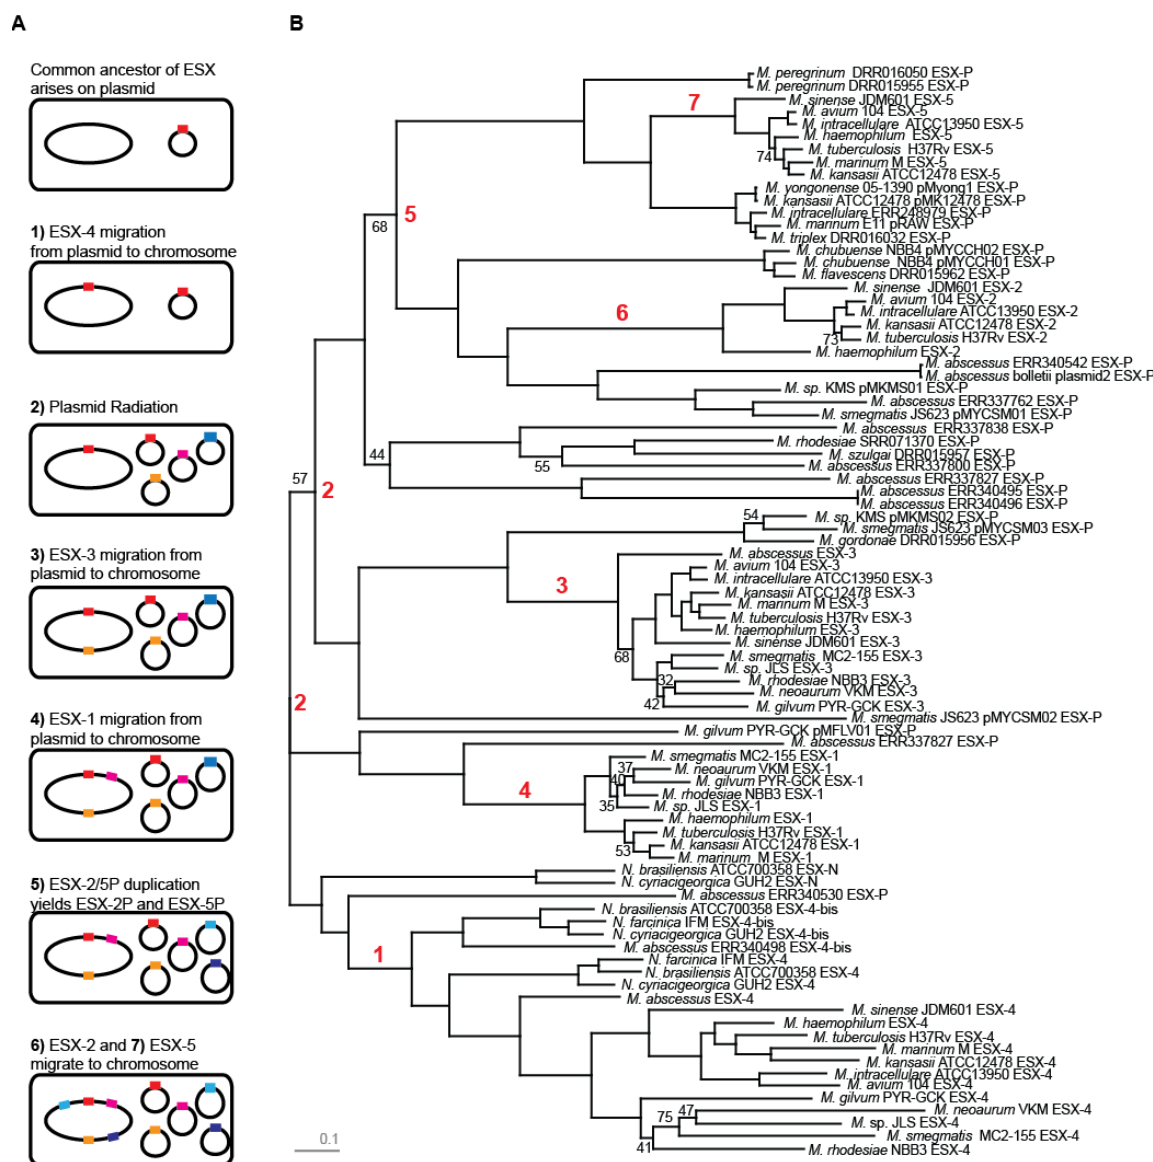 A
B
Common ancestor of ESX
arises on plasmid
1) ESX-4 migration
from plasmid to chromosome
2) Plasmid Radiation
3) ESX-3 migration from
plasmid to chromosome
4) ESX-1 migration from
plasmid to chromosome
5) ESX-2/5P duplication
yields ESX-2P and ESX-5P
6) ESX-2 and 7) ESX-5
migrate to chromosome
M. peregrinum DRR016050 ESX-P
M. peregrinum DRR015955 ESX-P
7
M. sinense JDM601 ESX-5
M. avium 104 ESX-5
M. intracellulare ATCC13950 ESX-5
M. haemophilum ESX-5
M. tuberculosis H37Rv ESX-5
74
M. marinum M ESX-5
M. kansasii ATCC12478 ESX-5
M. yongonense 05-1390 pMyong1 ESX-P
M. kansasii ATCC12478 pMK12478 ESX-P
5
M. intracellulare ERR248979 ESX-P
68
M. marinum E11 pRAW ESX-P
M. triplex DRR016032 ESX-P
M. chubuense NBB4 pMYCCH02 ESX-P
M. chubuense NBB4 pMYCCH01 ESX-P
M. flavescens DRR015962 ESX-P
M. sinense JDM601 ESX-2
M. avium 104 ESX-2
6
M. intracellulare ATCC13950 ESX-2
M. kansasii ATCC12478 ESX-2
73
M. tuberculosis H37Rv ESX-2
M. haemophilum ESX-2
M. abscessus ERR340542 ESX-P
M. abscessus bolletii plasmid2 ESX-P
M. sp. KMS pMKMS01 ESX-P
M. abscessus ERR337762 ESX-P
M. smegmatis JS623 pMYCSM01 ESX-P
M. abscessus ERR337838 ESX-P
M. rhodesiae SRR071370 ESX-P
44
M. szulgai DRR015957 ESX-P
55
M. abscessus ERR337800 ESX-P
57
M. abscessus ERR337827 ESX-P
2
M. abscessus ERR340495 ESX-P
M. abscessus ERR340496 ESX-P
54
M. sp. KMS pMKMS02 ESX-P
M. smegmatis JS623 pMYCSM03 ESX-P
M. gordonae DRR015956 ESX-P
M. abscessus ESX-3
M. avium 104 ESX-3
M. intracellulare ATCC13950 ESX-3
3
M. kansasii ATCC12478 ESX-3
M. marinum M ESX-3
M. tuberculosis H37Rv ESX-3
M. haemophilum ESX-3
M. sinense JDM601 ESX-3
68
M. smegmatis MC2-155 ESX-3
M. sp. JLS ESX-3
32
M. rhodesiae NBB3 ESX-3
M. neoaurum VKM ESX-3
2
42
M. gilvum PYR-GCK ESX-3
M. smegmatis JS623 pMYCSM02 ESX-P
M. gilvum PYR-GCK pMFLV01 ESX-P
M. abscessus ERR337827 ESX-P
M. smegmatis MC2-155 ESX-1
37
M. neoaurum VKM ESX-1
40
M. gilvum PYR-GCK ESX-1
4
M. rhodesiae NBB3 ESX-1
35
M. sp. JLS ESX-1
M. haemophilum ESX-1
M. tuberculosis H37Rv ESX-1
M. kansasii ATCC12478 ESX-1
53
M. marinum M ESX-1
N. brasiliensis ATCC700358 ESX-N
N. cyriacigeorgica GUH2 ESX-N
M. abscessus ERR340530 ESX-P
N. brasiliensis ATCC700358 ESX-4-bis
N. farcinica IFM ESX-4-bis
N. cyriacigeorgica GUH2 ESX-4-bis
M. abscessus ERR340498 ESX-4-bis
1
N. farcinica IFM ESX-4
N. brasiliensis ATCC700358 ESX-4
N. cyriacigeorgica GUH2 ESX-4
M. abscessus ESX-4
M. sinense JDM601 ESX-4
M. haemophilum ESX-4
M. tuberculosis H37Rv ESX-4
M. marinum M ESX-4
M. kansasii ATCC12478 ESX-4
M. intracellulare ATCC13950 ESX-4
M. avium 104 ESX-4
M. gilvum PYR-GCK ESX-4
47
M. neoaurum VKM ESX-4
75
M. sp. JLS ESX-4
M. smegmatis MC2-155 ESX-4
41
M. rhodesiae NBB3 ESX-4
0.1